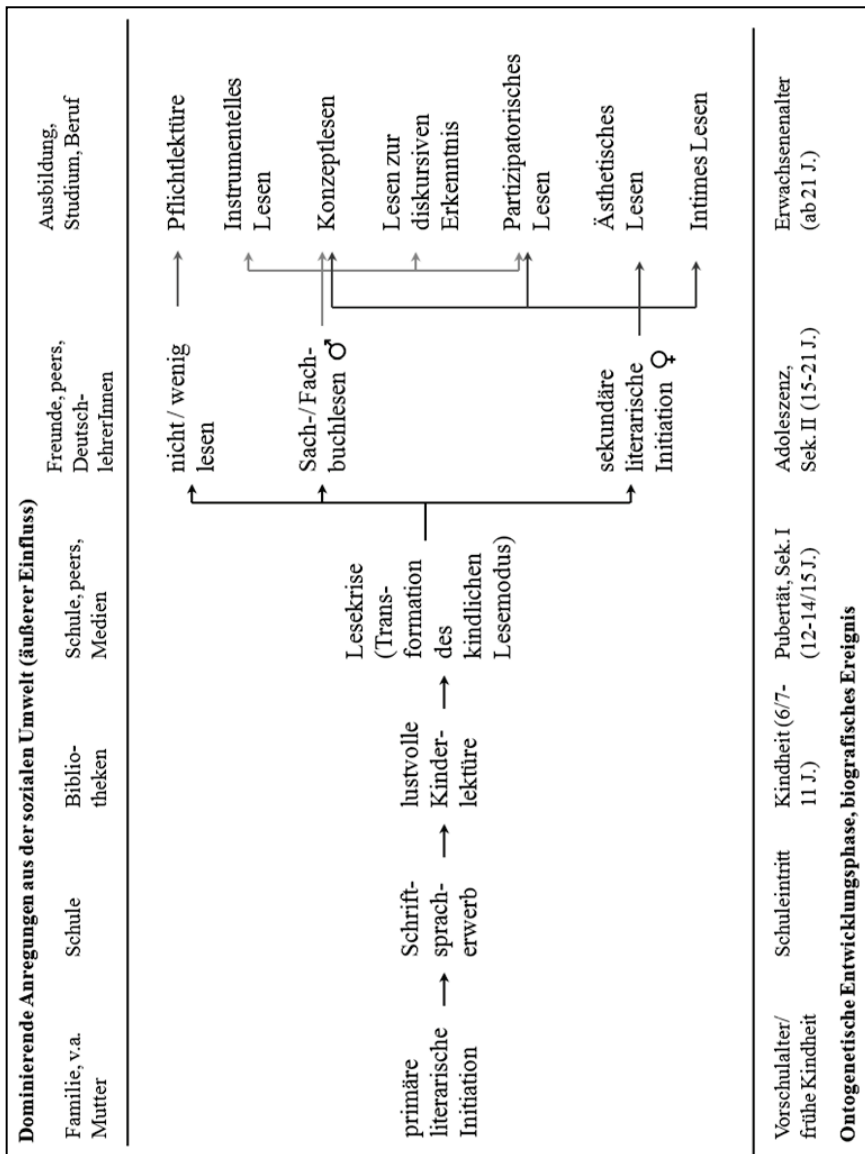 Dominierende Anregungen aus der sozialen Umwelt (äußerer Einfluss)
Familie, v.a.
Mutter
Schule
Biblio-
theken
Schule, peers,
Medien
Freunde, peers,
Deutsch-
lehrerInnen
Ausbildung,
Studium, Beruf
primäre
literarische
Initiation
Schrift-
sprach-
erwerb
lustvolle
Kinder-
lektüre
Lesekrise
(Trans-
formation
des
kindlichen
Lesemodus)
nicht / wenig
lesen
Sach-/ Fach-
buchlesen ♂
sekundäre
literarische
Initiation ♀
Pflichtlektüre
Instrumentelles
Lesen
Konzeptlesen
Lesen zur
diskursiven
Erkenntnis
Partizipatorisches
Lesen
Ästhetisches
Lesen
Intimes Lesen
Vorschulalter/
frühe Kindheit
Schuleintritt
Kindheit (6/7-
11 J.)
Pubertät, Sek. I
(12-14/15 J.)
Adoleszenz,
Sek. II (15-21 J.)
Erwachsenenalter
(ab 21 J.)
Ontogenetische Entwicklungsphase, biografisches Ereignis